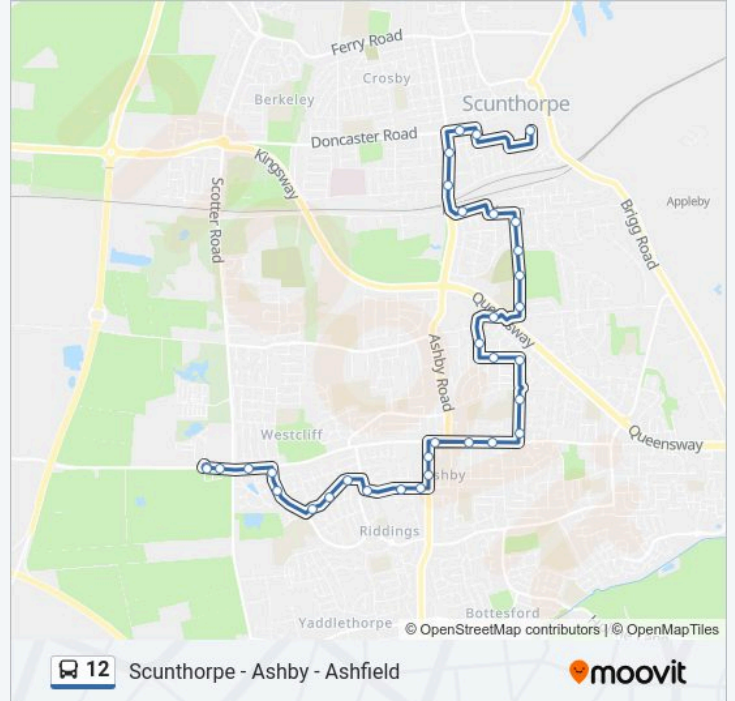 Ferry Road
Crosby
Berkeley
Scunthorpe
Doncaster Road
Kingsway
Scotter Road
Appleby
Brigg Road
Queensway
Ashby Road
Westcliff
Queensway
shby
Riddings
Bottesford
Yaddlethorpe
© OpenStreetMap contributors | © OpenMapTiles
12 Scunthorpe - Ashby - Ashfield
moovit